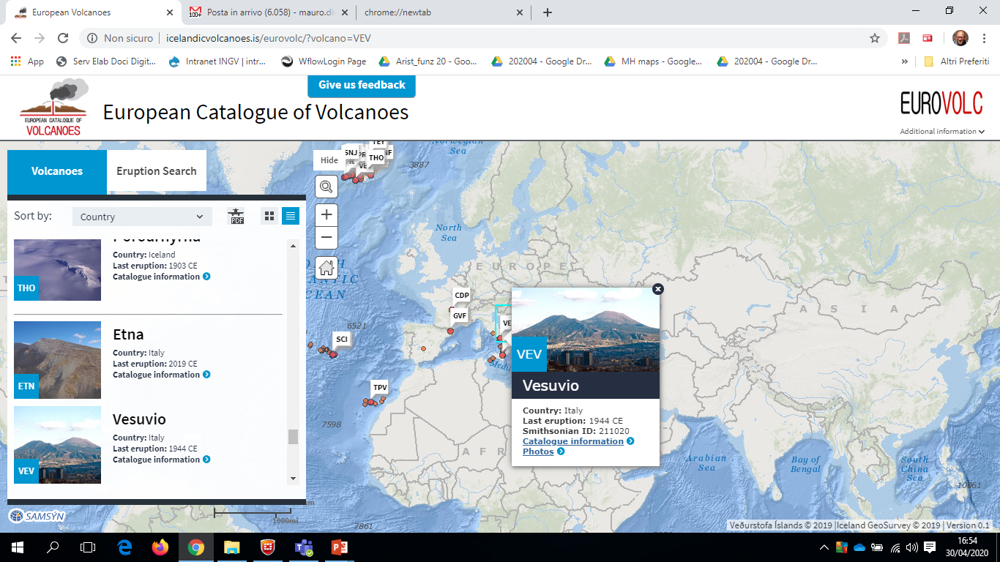 European Volcanoes
Posta in arrivo (6.058) - mauro.di
chrome://newtab
Non sicuro
icelandicvolcanoes.is/eurovolc/?volcano=VEV
App
Serv Elab Doci Digit...
Intranet INGV | intr...
WflowLogin Page
Arist_funz 20 - Goo...
202004 - Google Dr...
MH maps - Google...
202004 - Google Dr...
»
Altri Preferiti
EUROPEAN CATALOGUE OF
VOLCANOES
European Catalogue of Volcanoes
Give us feedback
EUROVOLC
Additional information
Volcanoes
Eruption Search
Hide
Sort by:
Country
PDF
THO
Country: Iceland
Last eruption: 1903 CE
Catalogue information
ETN
Etna
Country: Italy
Last eruption: 2019 CE
Catalogue information
VEV
Vesuvio
Country: Italy
Last eruption: 1944 CE
Catalogue information
SAMSÝN
1000mi
SNJ
THO
Norwegian
Sea
3887
North
Sea
EUROPE
ASIA
ATLANTIC
OCEAN
6521
SCI
CDP
GVF
TPV
7598
7861
Arabian
Sea
Bay of
Bengal
South
China
Sea
10061
VEV
Vesuvio
Country: Italy
Last eruption: 1944 CE
Smithsonian ID: 211020
Catalogue information
Photos
Veðurstofa Íslands © 2019 |Iceland GeoSurvey © 2019 | Version 0.1
16:54
30/04/2020